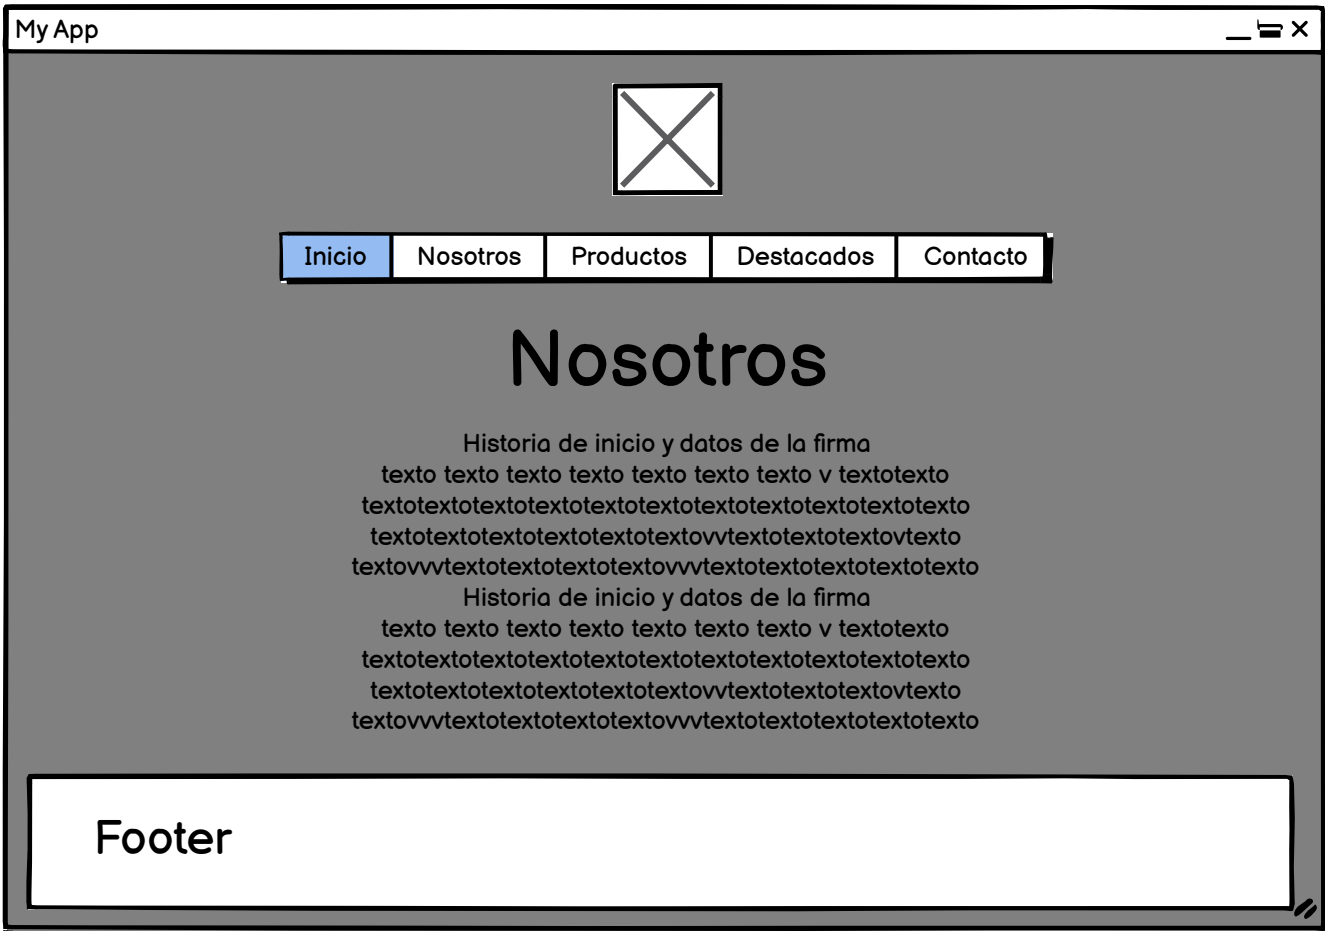 My App
Inicio Nosotros Productos Destacados Contacto
Nosotros
Historia de inicio y datos de la firma
texto texto texto texto texto texto texto v textotexto
textotextotextotextotextotextotextotextotextotextotexto
textotextotextotextotextotextovvtextotextotextovtexto
textovvvtextotextotextotextovvvtextotextotextotextotexto
Historia de inicio y datos de la firma
texto texto texto texto texto texto texto v textotexto
textotextotextotextotextotextotextotextotextotextotexto
textotextotextotextotextotextovvtextotextotextovtexto
textovvvtextotextotextotextovvvtextotextotextotextotexto
Footer